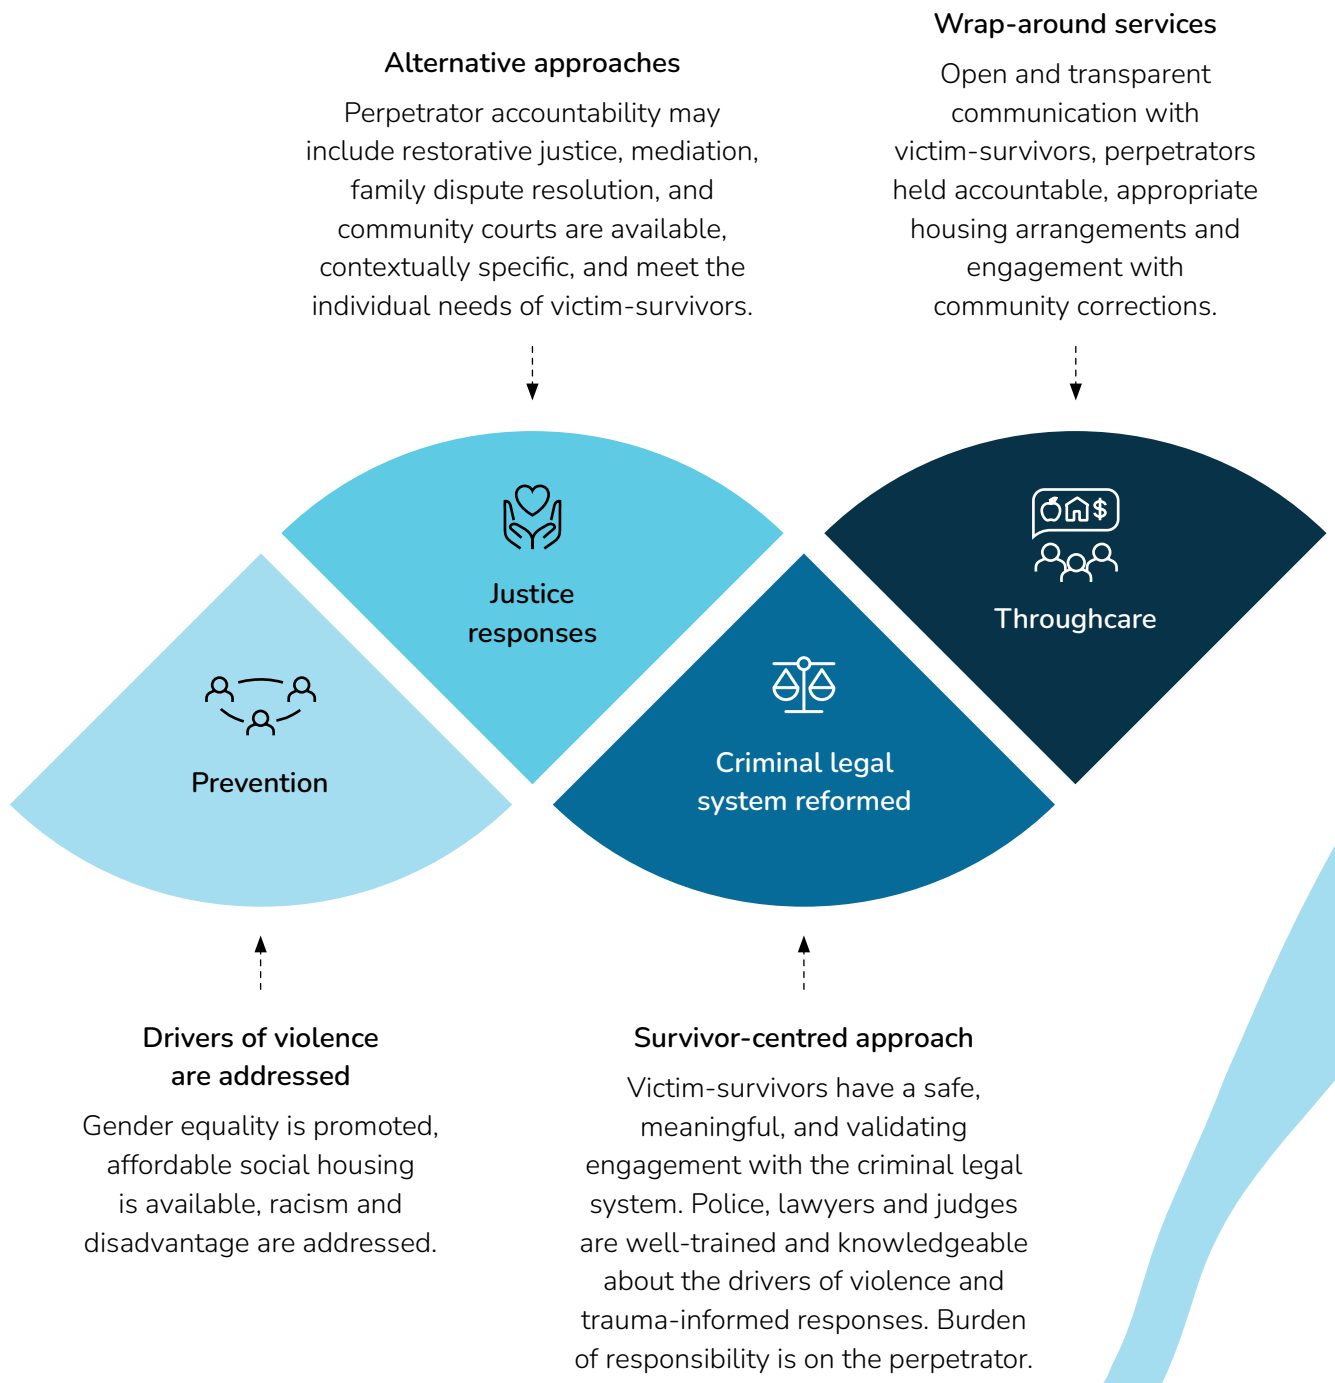 Alternative approaches
Perpetrator accountability may
include restorative justice, mediation,
family dispute resolution, and
community courts are available,
contextually specific, and meet the
individual needs of victim-survivors.
Wrap-around services
Open and transparent
communication with
victim-survivors, perpetrators
held accountable, appropriate
housing arrangements and
engagement with
community corrections.
Prevention
Justice
responses
Criminal legal
system reformed
$
Throughcare
Drivers of violence
are addressed
Gender equality is promoted,
affordable social housing
is available, racism and
disadvantage are addressed.
Survivor-centred approach
Victim-survivors have a safe,
meaningful, and validating
engagement with the criminal legal
system. Police, lawyers and judges
are well-trained and knowledgeable
about the drivers of violence and
trauma-informed responses. Burden
of responsibility is on the perpetrator.